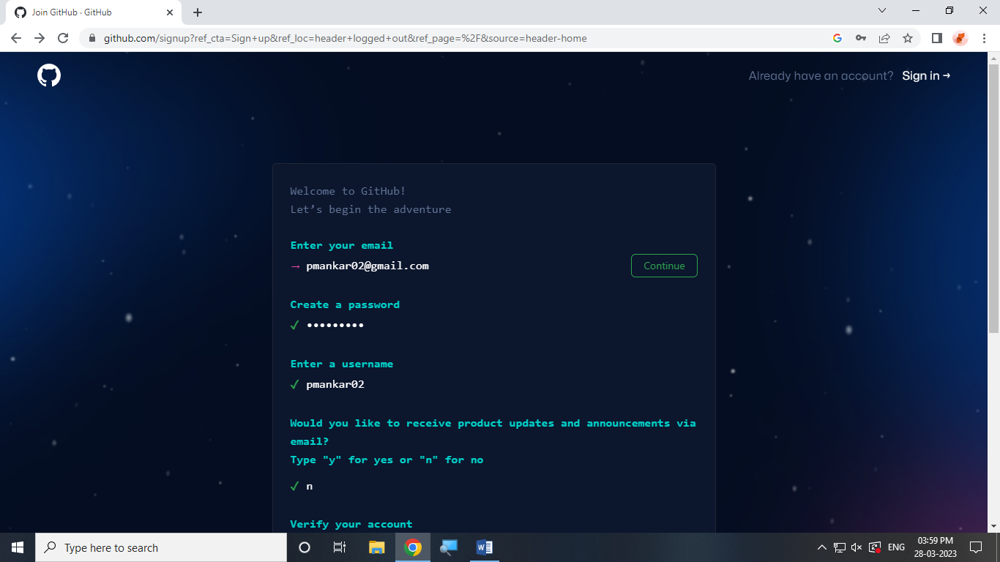 Join GitHub · GitHub
github.com/signup?ref_cta=Sign+up&ref_loc=header+logged+out&ref_page=%2F&source=header-home
Already have an account? Sign in →
Welcome to GitHub!
Let’s begin the adventure
Enter your email
→ pmankar02@gmail.com
Continue
Create a password
✓ •••••••••
Enter a username
✓ pmankar02
Would you like to receive product updates and announcements via
email?
Type "y" for yes or "n" for no
✓ n
Verify your account
Type here to search
ENG
03:59 PM
28-03-2023